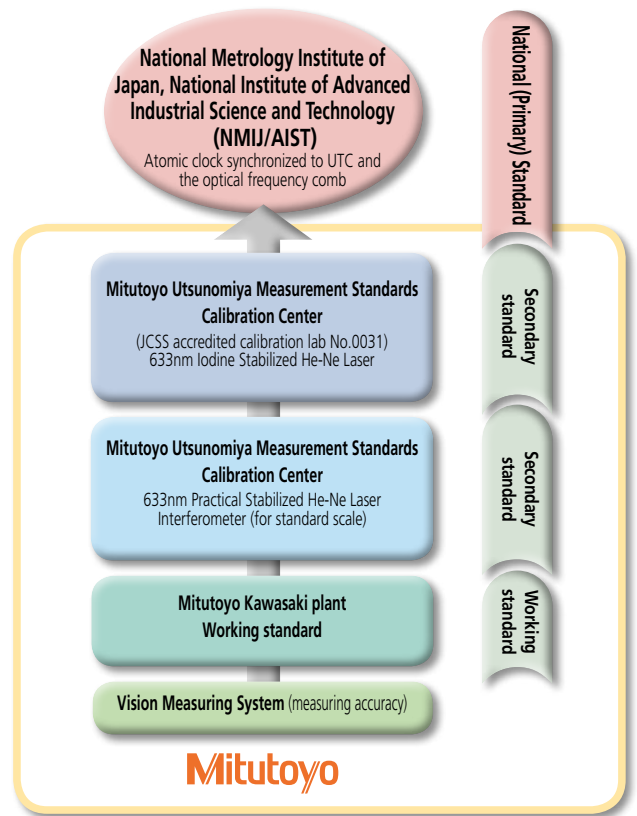 National Metrology Institute of
Japan, National Institute of Advanced
Industrial Science and Technology
(NMIJ/AIST)
Atomic clock synchronized to UTC and
the optical frequency comb
National (Primary) Standard
Mitutoyo Utsunomiya Measurement Standards
Calibration Center
(JCSS accredited calibration lab No.0031)
633nm Iodine Stabilized He-Ne Laser
Secondary
standard
Mitutoyo Utsunomiya Measurement Standards
Calibration Center
633nm Practical Stabilized He-Ne Laser
Interferometer (for standard scale)
Secondary
standard
Mitutoyo Kawasaki plant
Working standard
Working
standard
Vision Measuring System (measuring accuracy)
Mitutoyo